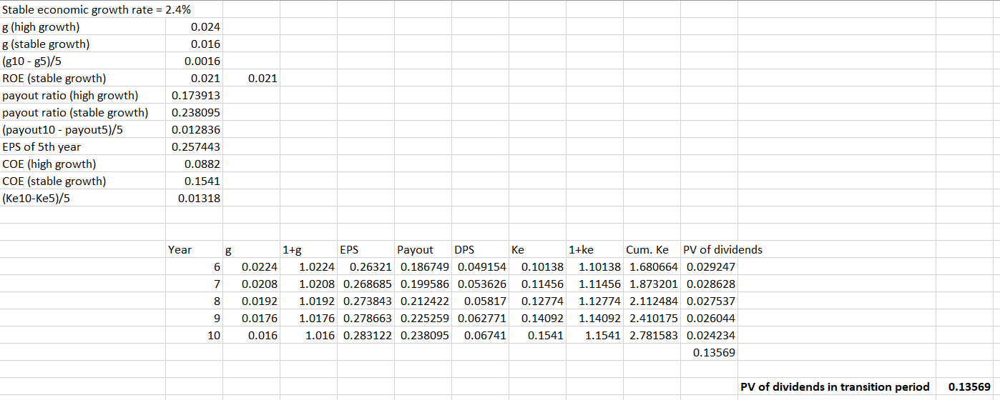 Stable economic growth rate = 2.4%
g (high growth) 0.024
g (stable growth) 0.016
(g10 - g5)/5 0.0016
ROE (stable growth) 0.021 0.021
payout ratio (high growth) 0.173913
payout ratio (stable growth) 0.238095
(payout10 - payout5)/5 0.012836
EPS of 5th year 0.257443
COE (high growth) 0.0882
COE (stable growth) 0.1541
(Ke10-Ke5)/5 0.01318
Year g 1+g EPS Payout DPS Ke 1+ke Cum. Ke PV of dividends
6 0.0224 1.0224 0.26321 0.186749 0.049154 0.10138 1.10138 1.680664 0.029247
7 0.0208 1.0208 0.268685 0.199586 0.053626 0.11456 1.11456 1.873201 0.028628
8 0.0192 1.0192 0.273843 0.212422 0.05817 0.12774 1.12774 2.112484 0.027537
9 0.0176 1.0176 0.278663 0.225259 0.062771 0.14092 1.14092 2.410175 0.026044
10 0.016 1.016 0.283122 0.238095 0.06741 0.1541 1.1541 2.781583 0.024234
0.13569
PV of dividends in transition period 0.13569